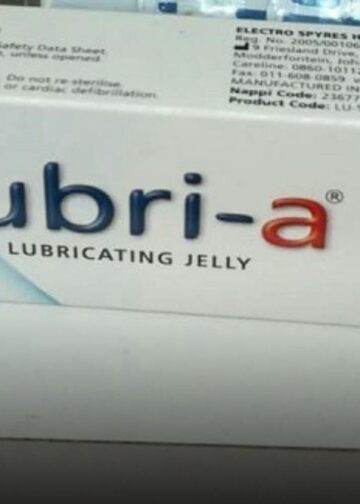 Safety Data Sheet.
, unless opened
Do not re-sterilise.
or cardiac defibrillation.
ELECTRO SPYRES
Reg. No. 2005/00106
9 Friesland Drive,
Modderfontein, Joh
Careline: 0860-1011
Fax: 011-608-0859
MANUFACTURED IN
Nappi Code: 23677
Product Code: LU-
ubri-a®
LUBRICATING JELLY